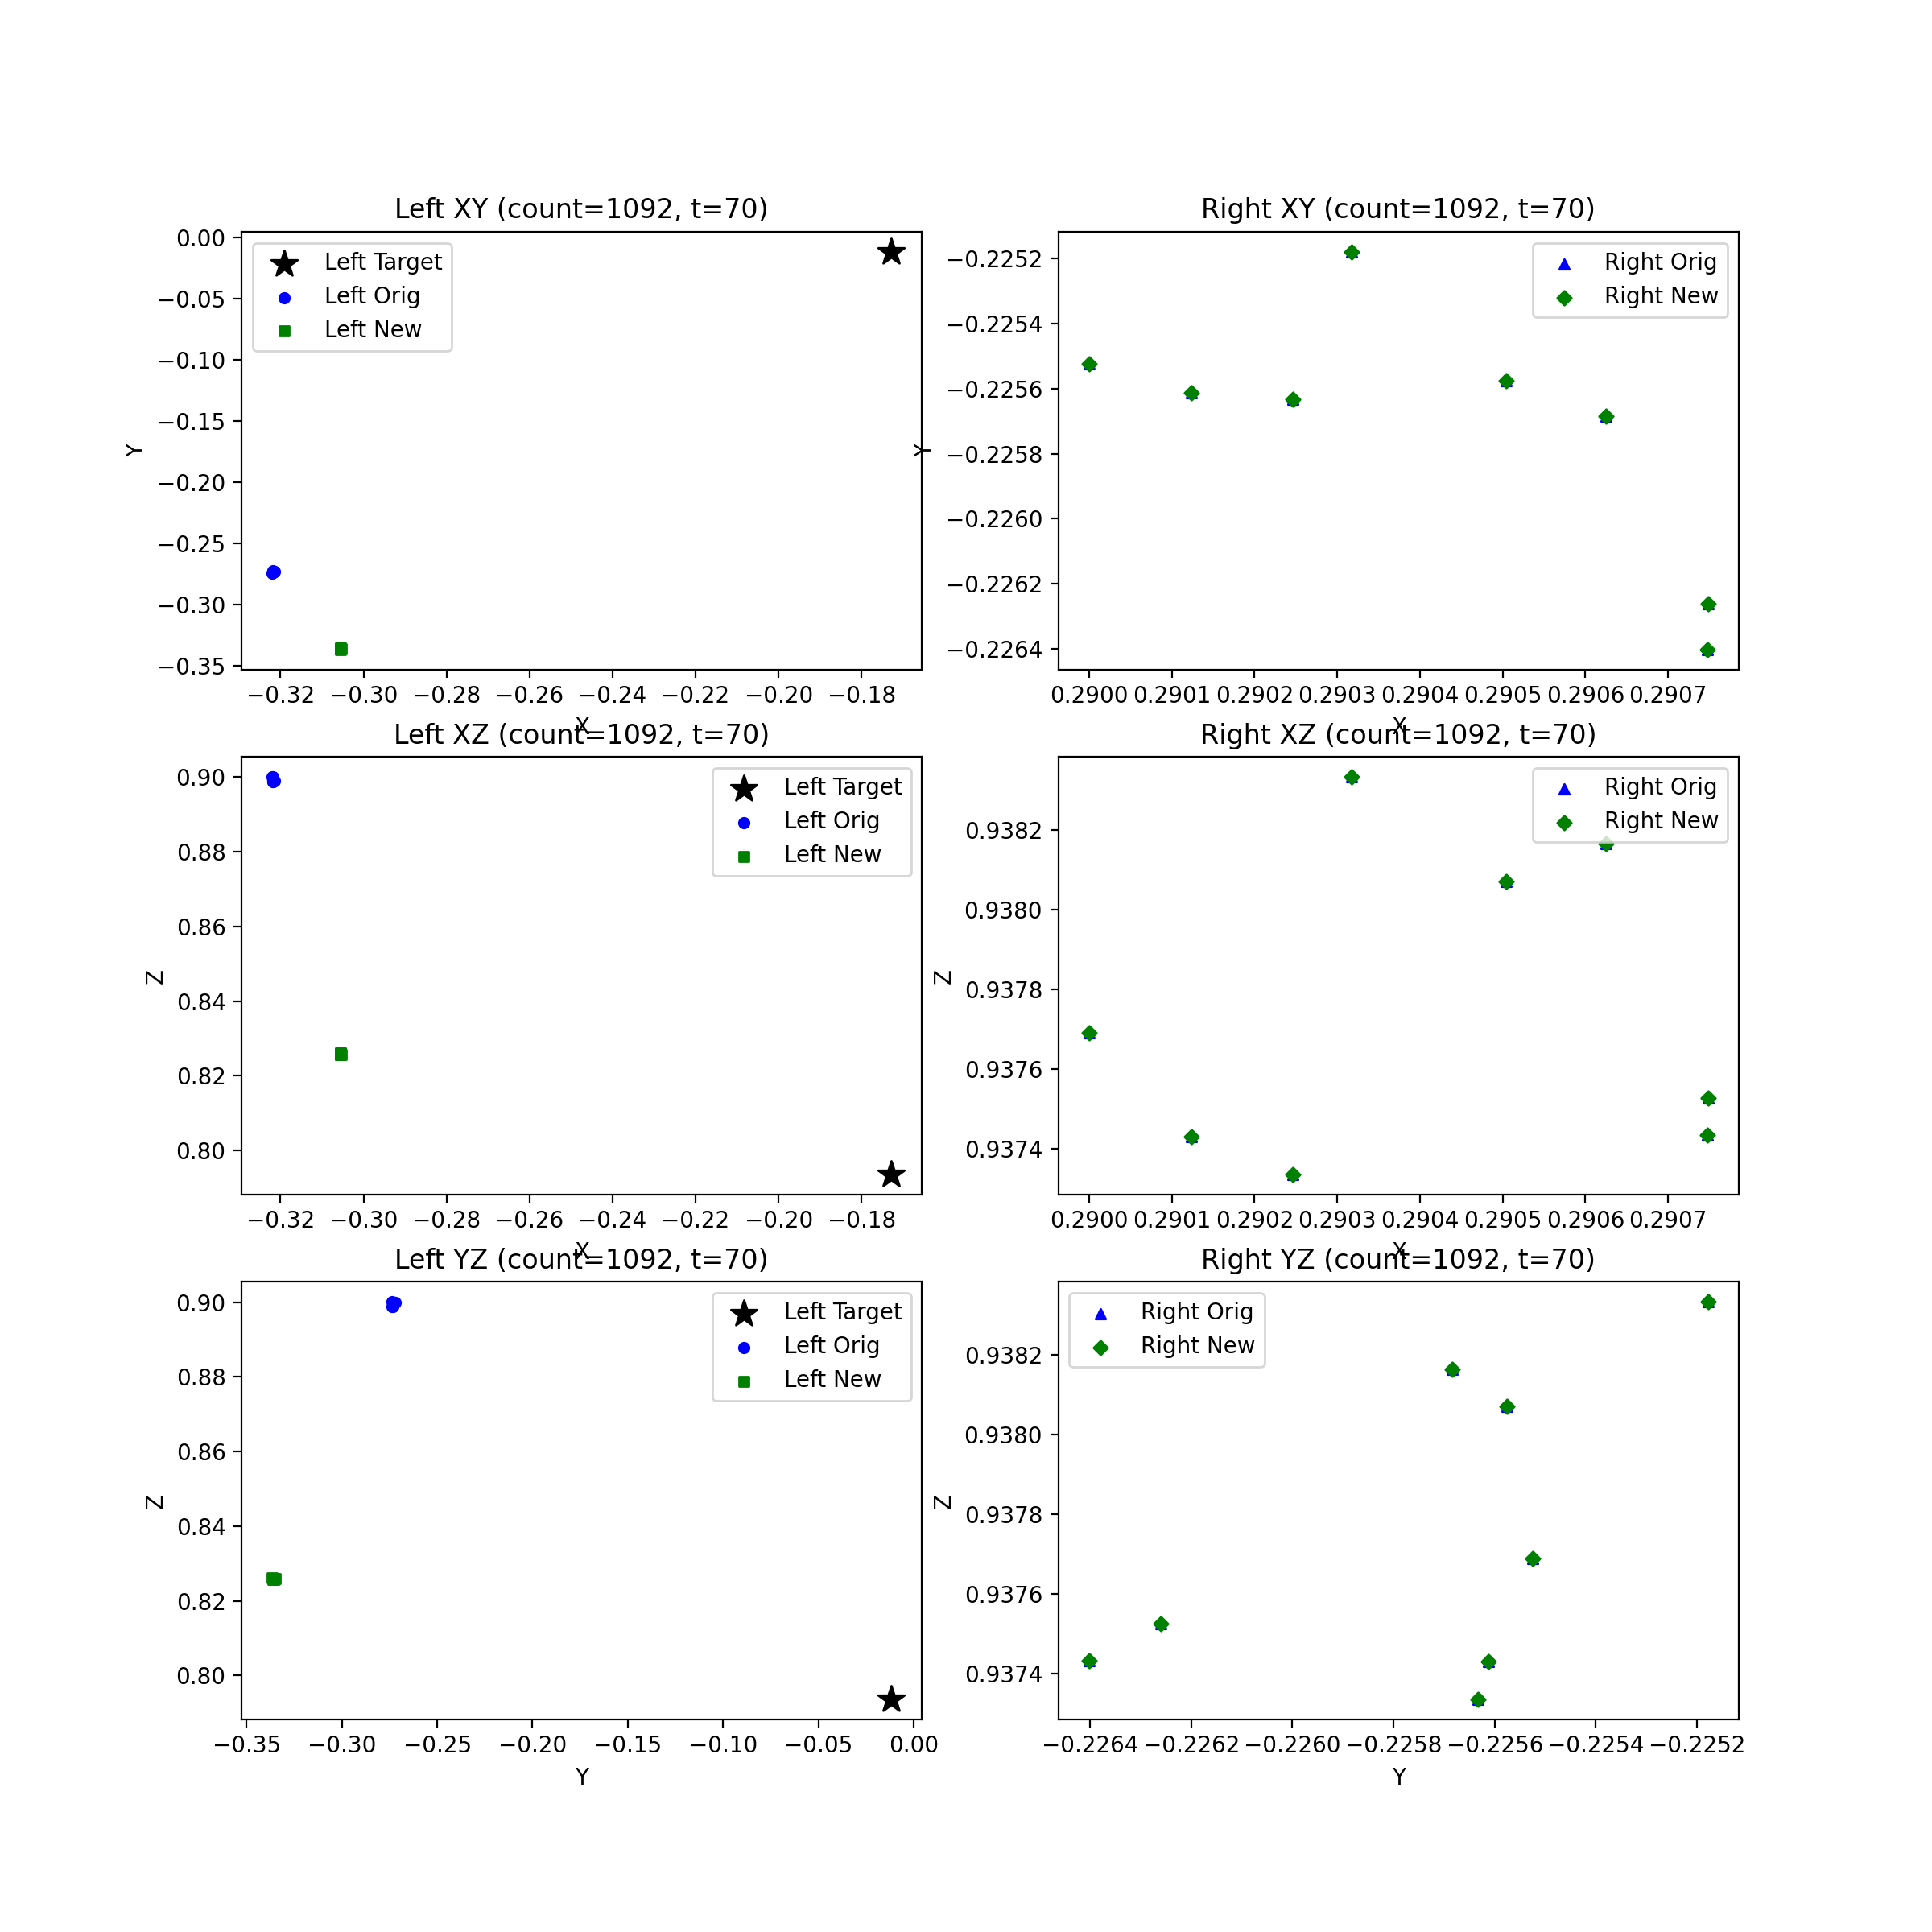 Left XY (count=1092, t=70)
0.00
−0.05
−0.10
−0.15
−0.20
−0.25
−0.30
−0.35
Y
Left Target
Left Orig
Left New
−0.32 −0.30 −0.28 −0.26 −0.24 −0.22 −0.20 −0.18
X
Right XY (count=1092, t=70)
−0.2252
−0.2254
−0.2256
−0.2258
−0.2260
−0.2262
−0.2264
Y
Right Orig
Right New
0.2900 0.2901 0.2902 0.2903 0.2904 0.2905 0.2906 0.2907
X
Left XZ (count=1092, t=70)
0.90
0.88
0.86
0.84
0.82
0.80
Z
Left Target
Left Orig
Left New
−0.32 −0.30 −0.28 −0.26 −0.24 −0.22 −0.20 −0.18
X
Right XZ (count=1092, t=70)
0.9382
0.9380
0.9378
0.9376
0.9374
Z
Right Orig
Right New
0.2900 0.2901 0.2902 0.2903 0.2904 0.2905 0.2906 0.2907
X
Left YZ (count=1092, t=70)
0.90
0.88
0.86
0.84
0.82
0.80
Z
Left Target
Left Orig
Left New
−0.35 −0.30 −0.25 −0.20 −0.15 −0.10 −0.05 0.00
Y
Right YZ (count=1092, t=70)
0.9382
0.9380
0.9378
0.9376
0.9374
Z
Right Orig
Right New
−0.2264 −0.2262 −0.2260 −0.2258 −0.2256 −0.2254 −0.2252
Y